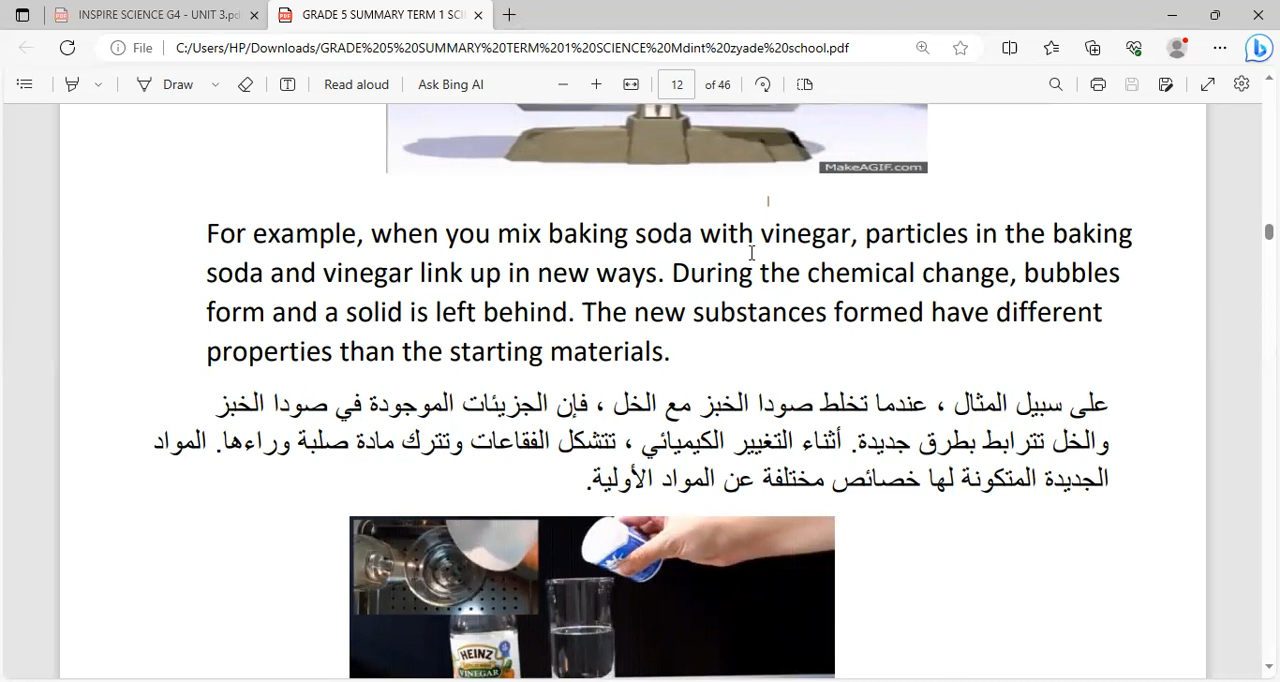 INSPIRE SCIENCE G4 - UNIT 3.pd
GRADE 5 SUMMARY TERM 1 SCI
File
C:/Users/HP/Downloads/GRADE%205%20SUMMARY%20TERM%201%20SCIENCE%20Mdint%20zyade%20school.pdf
Draw
Read aloud
Ask Bing AI
12 of 46
MakeAGIF.com
For example, when you mix baking soda with vinegar, particles in the baking
soda and vinegar link up in new ways. During the chemical change, bubbles
form and a solid is left behind. The new substances formed have different
properties than the starting materials.
على سبيل المثال ، عندما تخلط صودا الخبز مع الخل ، فإن الجزيئات الموجودة في صودا الخبز
والخل تترابط بطرق جديدة. أثناء التغيير الكيميائي ، تتشكل الفقاعات وتترك مادة صلبة وراءها. المواد
الجديدة المتكونة لها خصائص مختلفة عن المواد الأولية.
HEINZ
VINEGAR